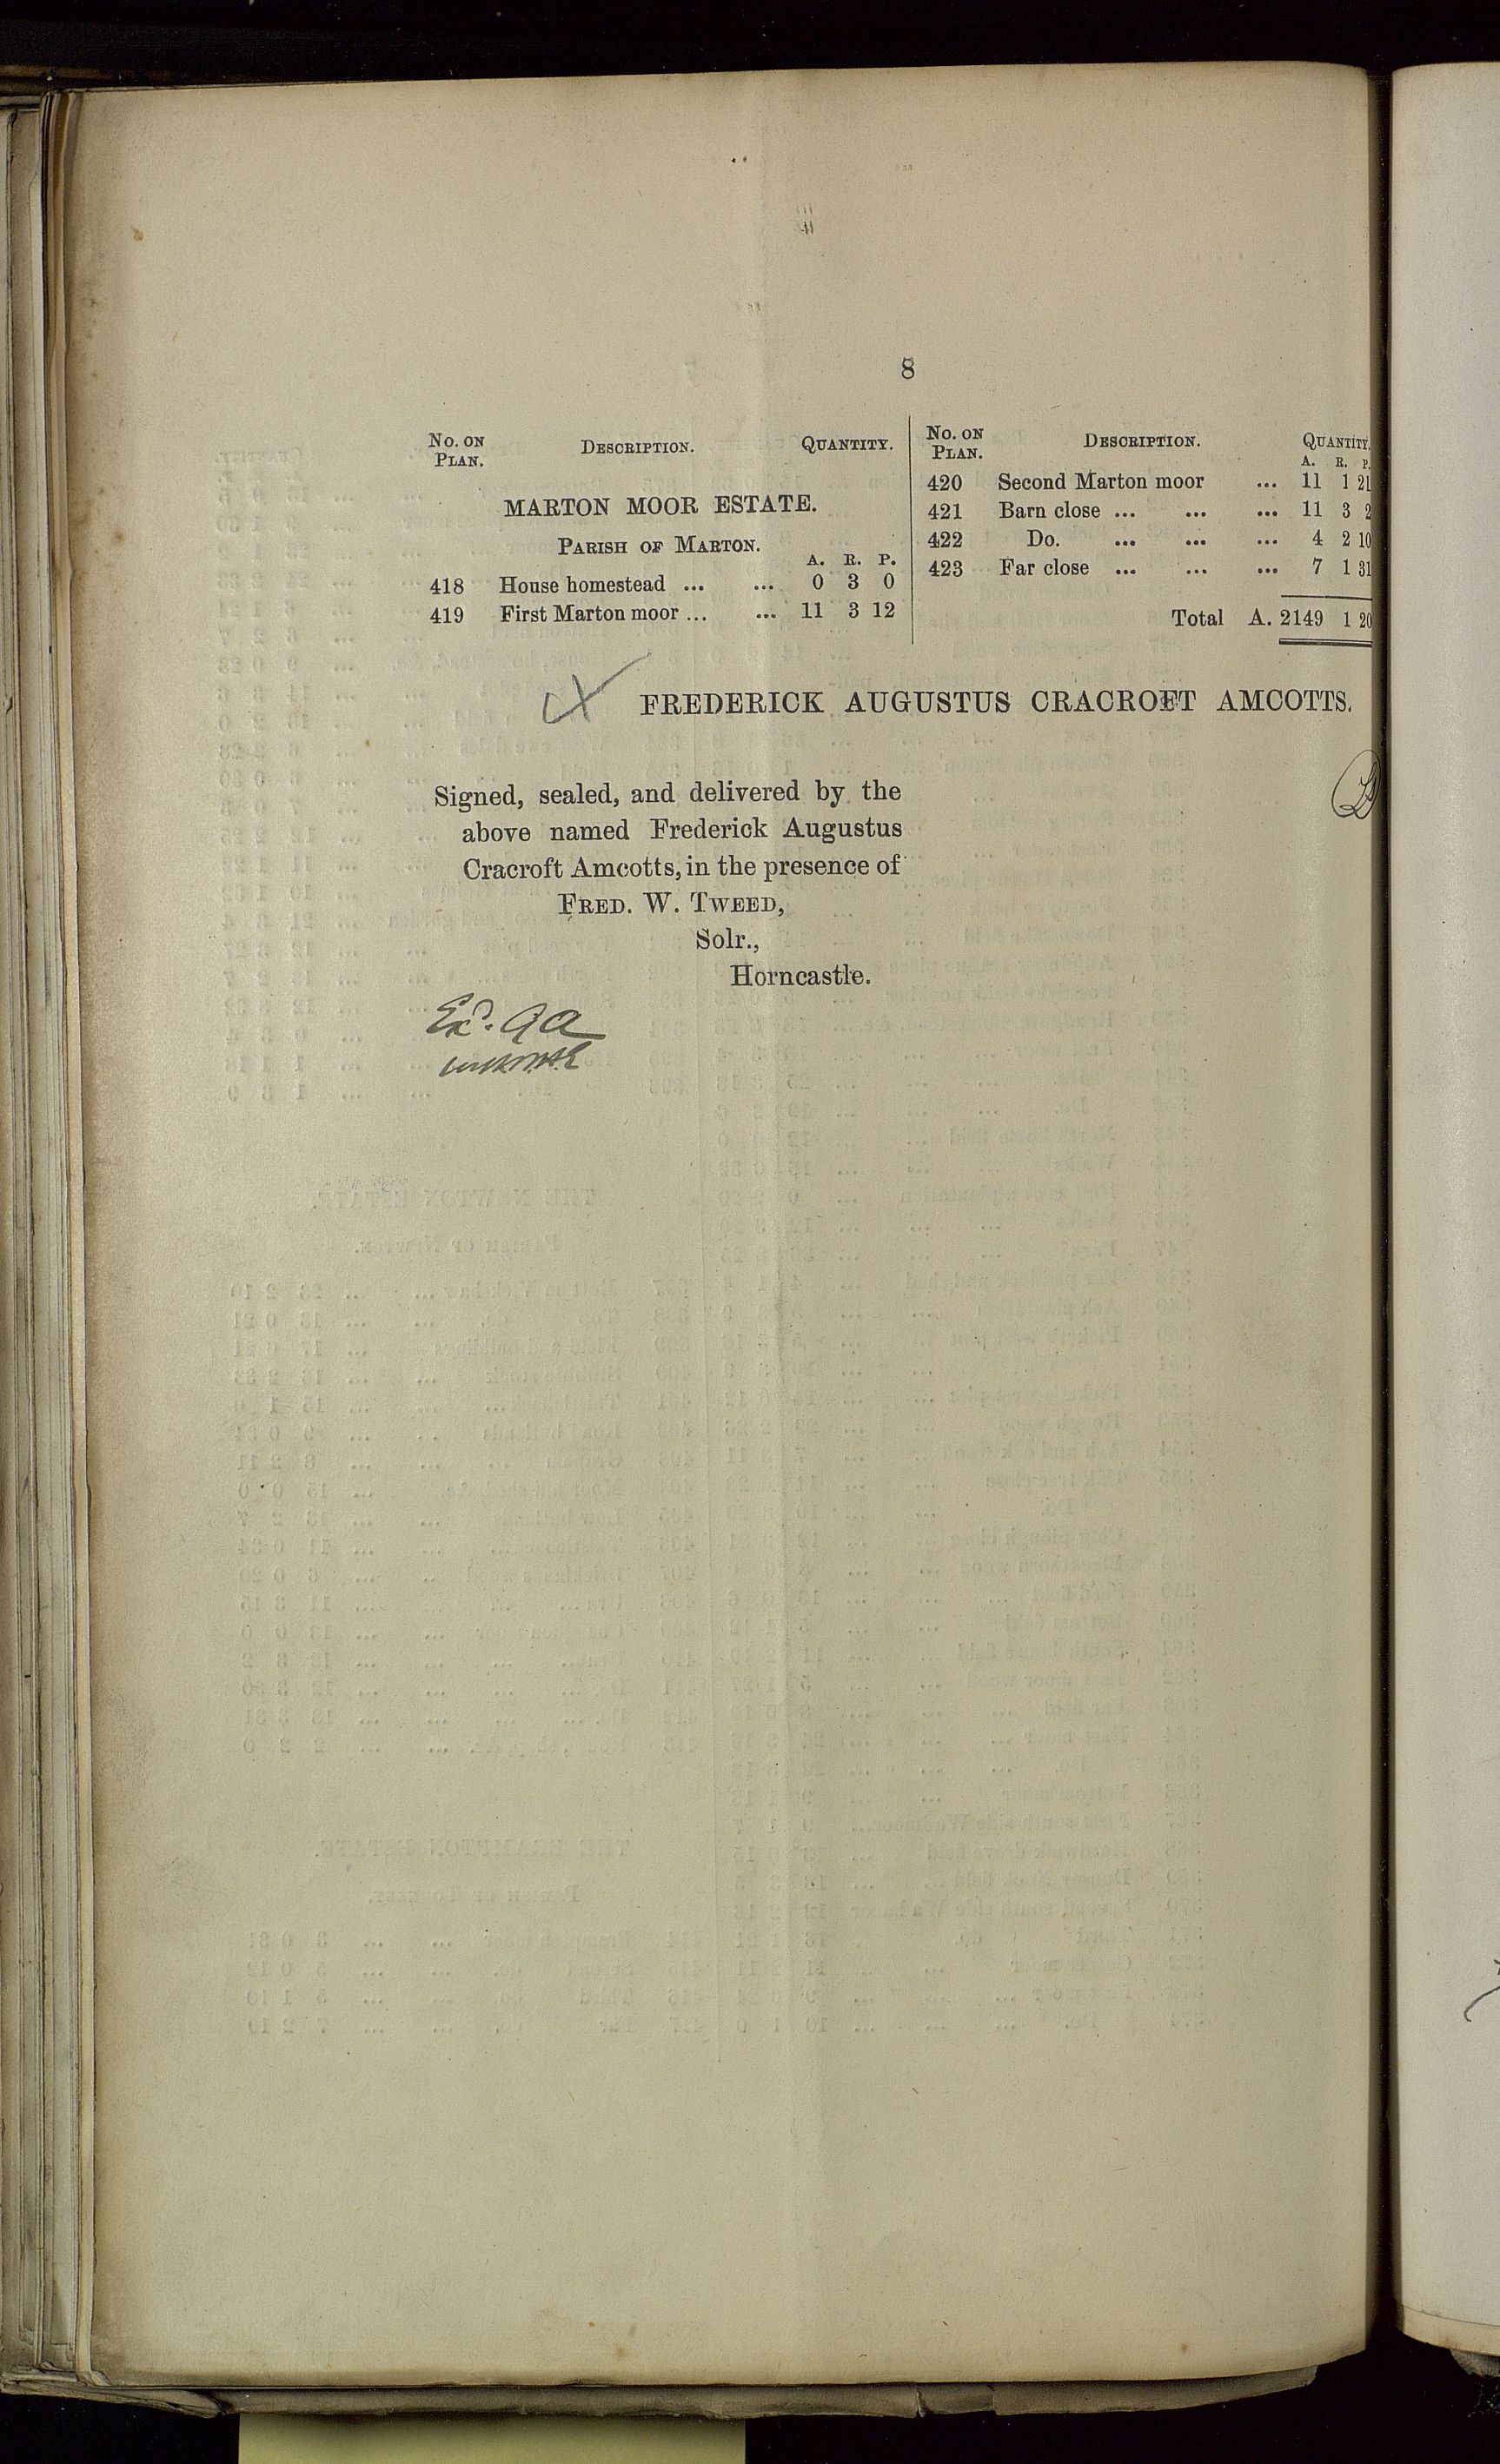 8
No. on Plan. Description. Quantity.
MARTON MOOR ESTATE.
Parish of Marton.
A. R. P.
418 House homestead ... ... 0 3 0
419 First Marton moor ... ... 11 3 12
No. on Plan. Description. Quantity.
A. R. P.
420 Second Marton moor ... 11 1 21
421 Barn close ... ... ... 11 3 2
422 Do. ... ... ... 4 2 10
423 Far close ... ... ... 7 1 31
Total A. 2149 1 20
FREDERICK AUGUSTUS CRACROFT AMCOTTS.
Signed, sealed, and delivered by the
above named Frederick Augustus
Cracroft Amcotts, in the presence of
Fred. W. Tweed,
Solr.,
Horncastle.